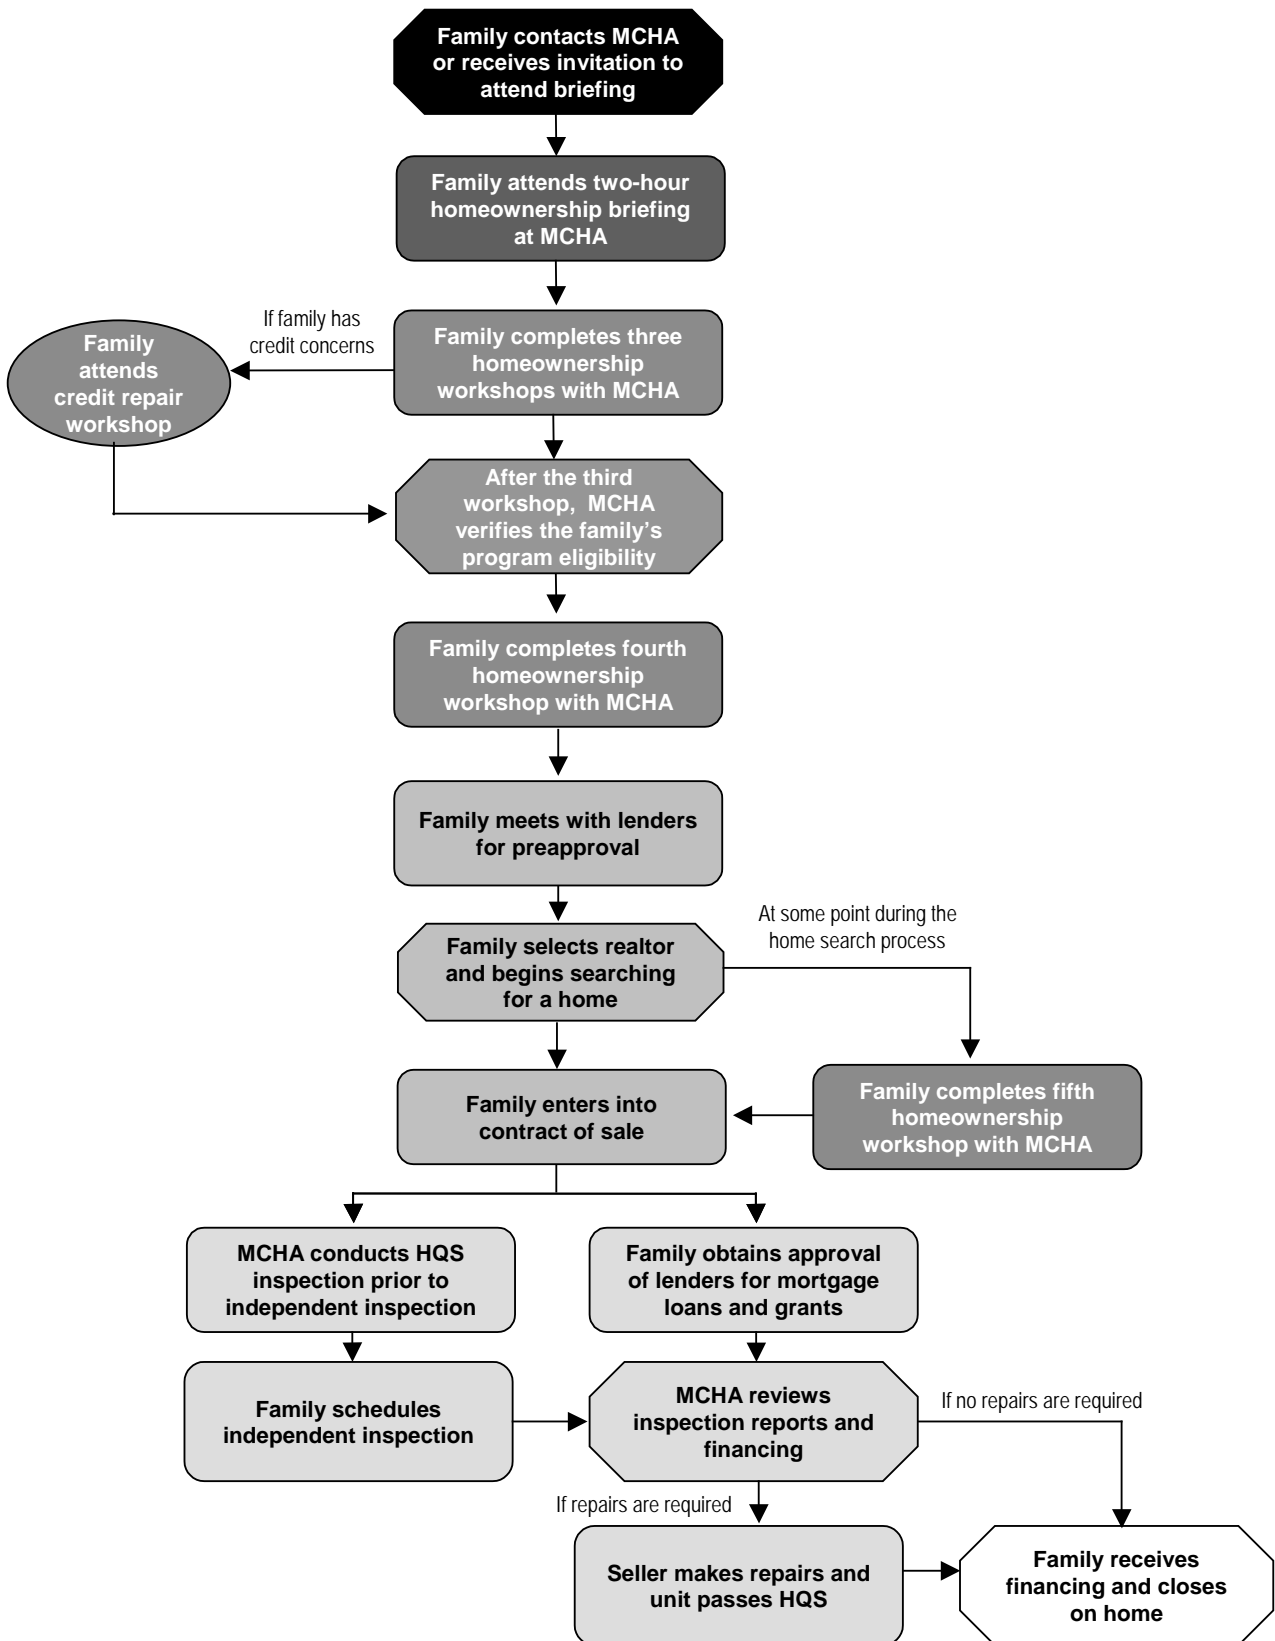 Family contacts MCHA
or receives invitation to
attend briefing
Family attends two-hour
homeownership briefing
at MCHA
If family has
credit concerns
Family completes three
homeownership
workshops with MCHA
Family
attends
credit repair
workshop
After the third
workshop, MCHA
verifies the family’s
program eligibility
Family completes fourth
homeownership
workshop with MCHA
Family meets with lenders
for preapproval
At some point during the
home search process
Family selects realtor
and begins searching
for a home
Family enters into
contract of sale
Family completes fifth
homeownership
workshop with MCHA
MCHA conducts HQS
inspection prior to
independent inspection
Family obtains approval
of lenders for mortgage
loans and grants
Family schedules
independent inspection
MCHA reviews
inspection reports and
financing
If no repairs are required
If repairs are required
Seller makes repairs and
unit passes HQS
Family receives
financing and closes
on home